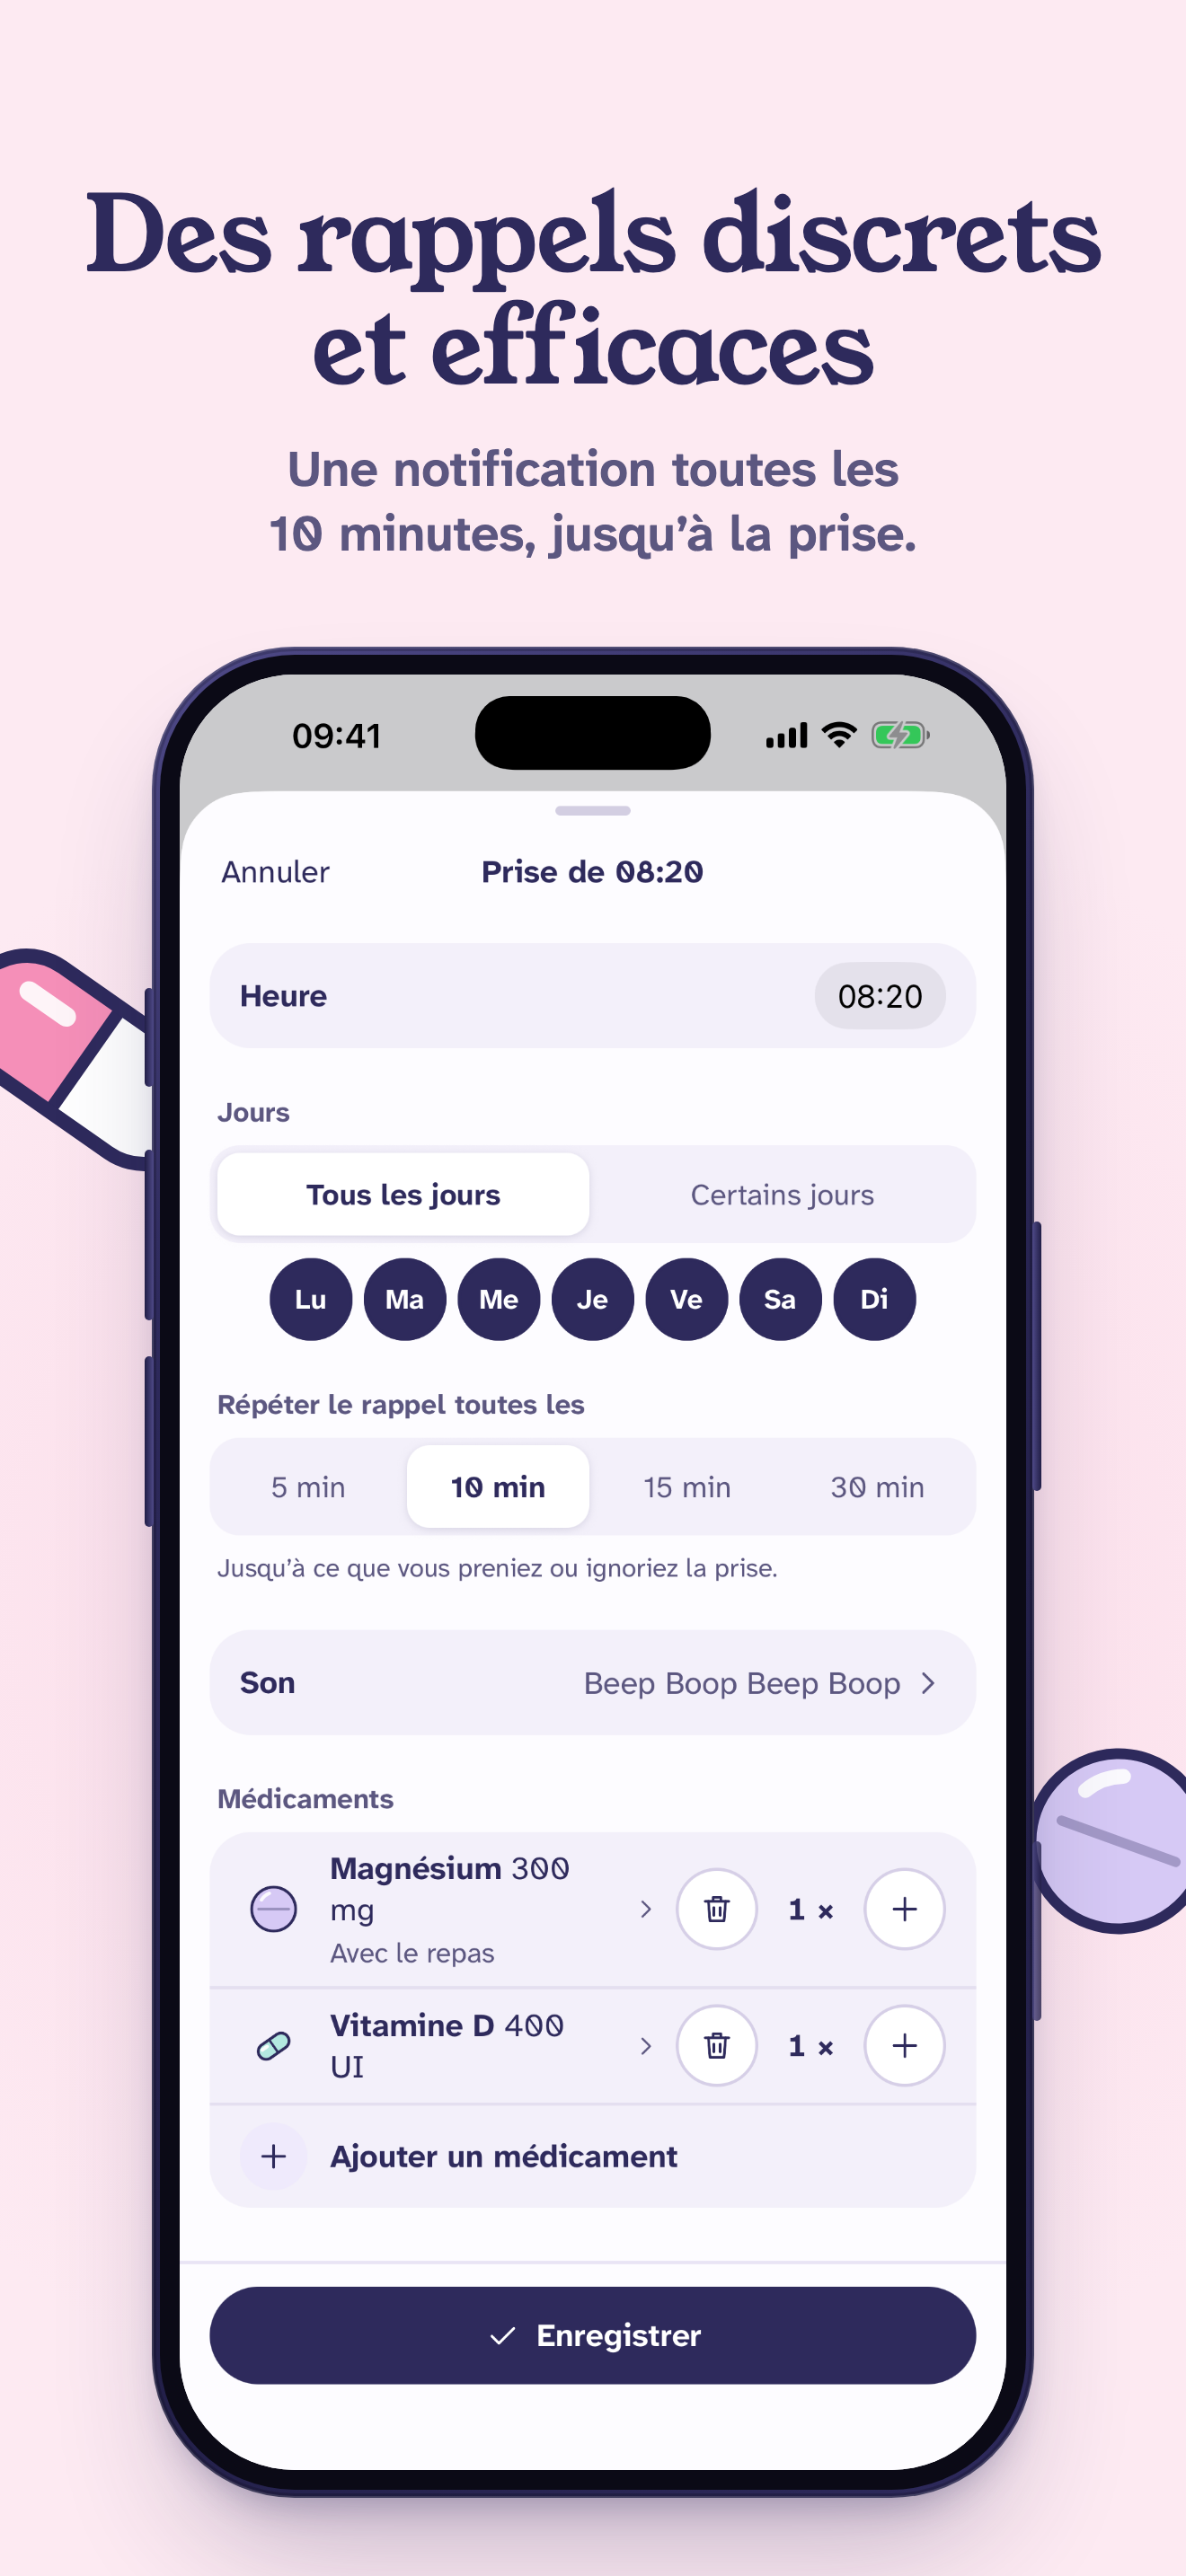 Des rappels discrets
et efficaces
Une notification toutes les
10 minutes, jusqu’à la prise.
09:41
Annuler
Prise de 08:20
Heure
08:20
Jours
Tous les jours
Certains jours
Lu Ma Me Je Ve Sa Di
Répéter le rappel toutes les
5 min
10 min
15 min
30 min
Jusqu’à ce que vous preniez ou ignoriez la prise.
Son
Beep Boop Beep Boop
Médicaments
Magnésium 300
mg
Avec le repas
1 ×
Vitamine D 400
UI
1 ×
Ajouter un médicament
Enregistrer